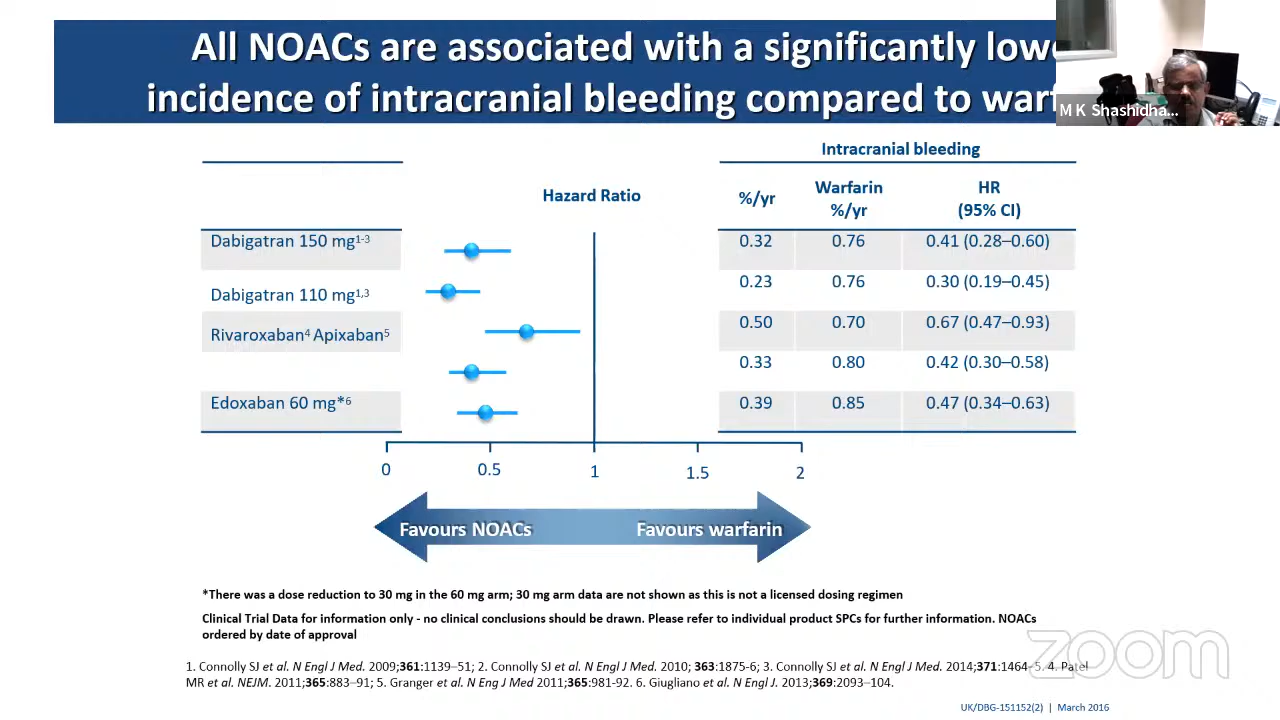 All NOACs are associated with a significantly lowe
incidence of intracranial bleeding compared to warf
M K Shashidha...
Intracranial bleeding
Hazard Ratio
%/yr
Warfarin
%/yr
HR
(95% CI)
Dabigatran 150 mg1-3
0.32 0.76 0.41 (0.28–0.60)
Dabigatran 110 mg1,3
0.23 0.76 0.30 (0.19–0.45)
Rivaroxaban4 Apixaban5
0.50 0.70 0.67 (0.47–0.93)
0.33 0.80 0.42 (0.30–0.58)
Edoxaban 60 mg*6
0.39 0.85 0.47 (0.34–0.63)
0 0.5 1 1.5 2
Favours NOACs Favours warfarin
*There was a dose reduction to 30 mg in the 60 mg arm; 30 mg arm data are not shown as this is not a licensed dosing regimen
Clinical Trial Data for information only - no clinical conclusions should be drawn. Please refer to individual product SPCs for further information. NOACs
ordered by date of approval
1. Connolly SJ et al. N Engl J Med. 2009;361:1139–51; 2. Connolly SJ et al. N Engl J Med. 2010; 363:1875-6; 3. Connolly SJ et al. N Engl J Med. 2014;371:1464-5. 4. Patel
MR et al. NEJM. 2011;365:883–91; 5. Granger et al. N Eng J Med 2011;365:981-92. 6. Giugliano et al. N Engl J. 2013;369:2093–104.
zoom
UK/DBG-151152(2) | March 2016